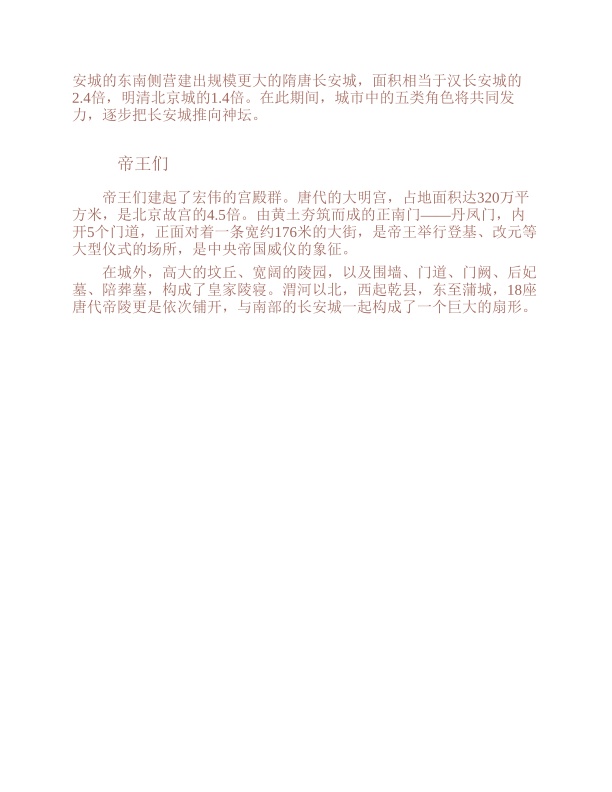 安城的东南侧营建出规模更大的隋唐长安城，面积相当于汉长安城的
2.4倍，明清北京城的1.4倍。在此期间，城市中的五类角色将共同发
力，逐步把长安城推向神坛。
帝王们
帝王们建起了宏伟的宫殿群。唐代的大明宫，占地面积达320万平
方米，是北京故宫的4.5倍。由黄土夯筑而成的正南门——丹凤门，内
开5个门道，正面对着一条宽约176米的大街，是帝王举行登基、改元等
大型仪式的场所，是中央帝国威仪的象征。
在城外，高大的坟丘、宽阔的陵园，以及围墙、门道、门阙、后妃
墓、陪葬墓，构成了皇家陵寝。渭河以北，西起乾县，东至蒲城，18座
唐代帝陵更是依次铺开，与南部的长安城一起构成了一个巨大的扇形。